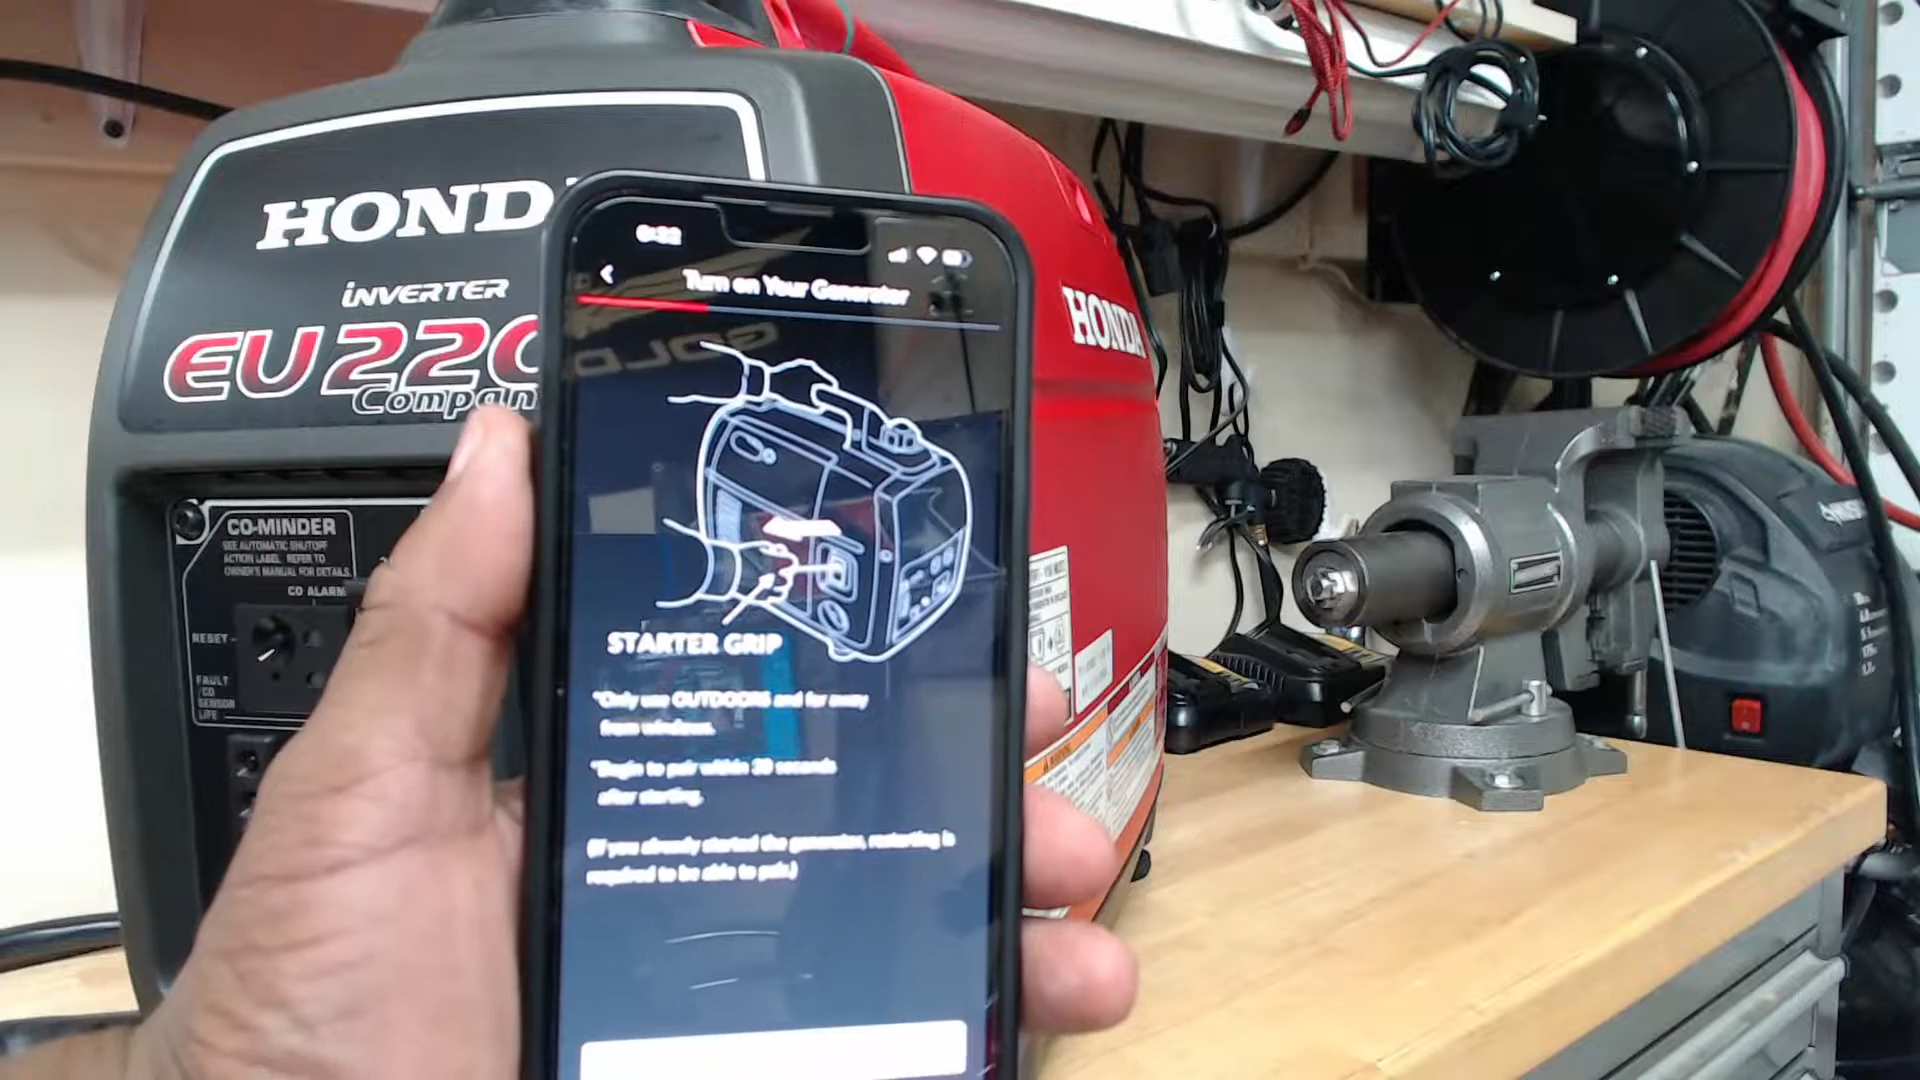 HOND
INVERTER
EU220
Compan
CO-MINDER
SEE AUTOMATIC SHUTOFF
ACTION LABEL. REFER TO
OWNER'S MANUAL FOR DETAILS.
CO ALARM
RESET
FAULT
/CO
SENSOR
LIFE
Turn on Your Generator
STARTER GRIP
*Only use OUTDOORS and far away
from windows.
*Begin to pair within 30 seconds
after starting.
(If you already started the generator, restarting is
required to be able to pair.)
HONDA